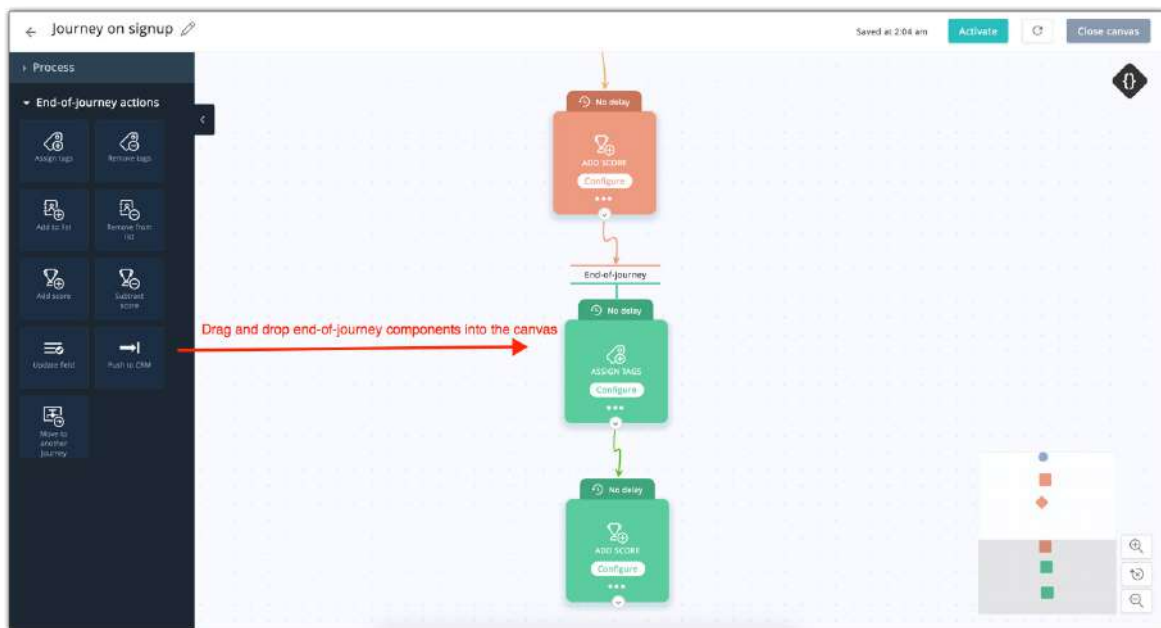 Journey on signup
Saved at 2:04 am
Activate
Close canvas
Process
End-of-journey actions
Assign tags
Remove tags
Add to list
Remove from
list
Add score
Subtract
score
Update field
Push to CRM
Move to
another
Journey
No delay
ADD SCORE
Configure
End-of-journey
No delay
ASSIGN TAGS
Configure
Drag and drop end-of-journey components into the canvas
No delay
ADD SCORE
Configure